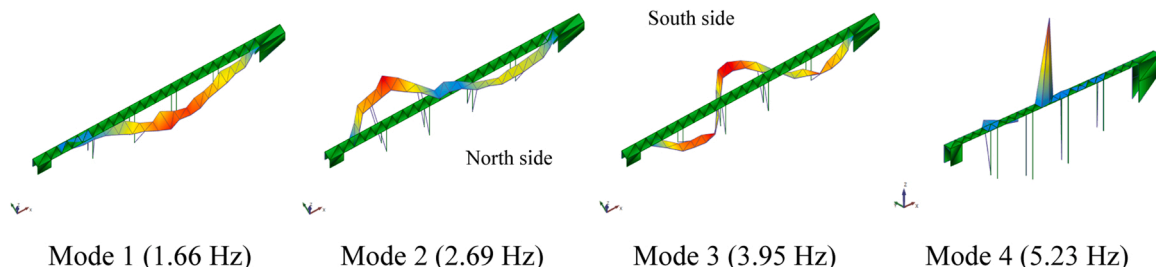 South side
North side
Mode 1 (1.66 Hz)
Mode 2 (2.69 Hz)
Mode 3 (3.95 Hz)
Mode 4 (5.23 Hz)